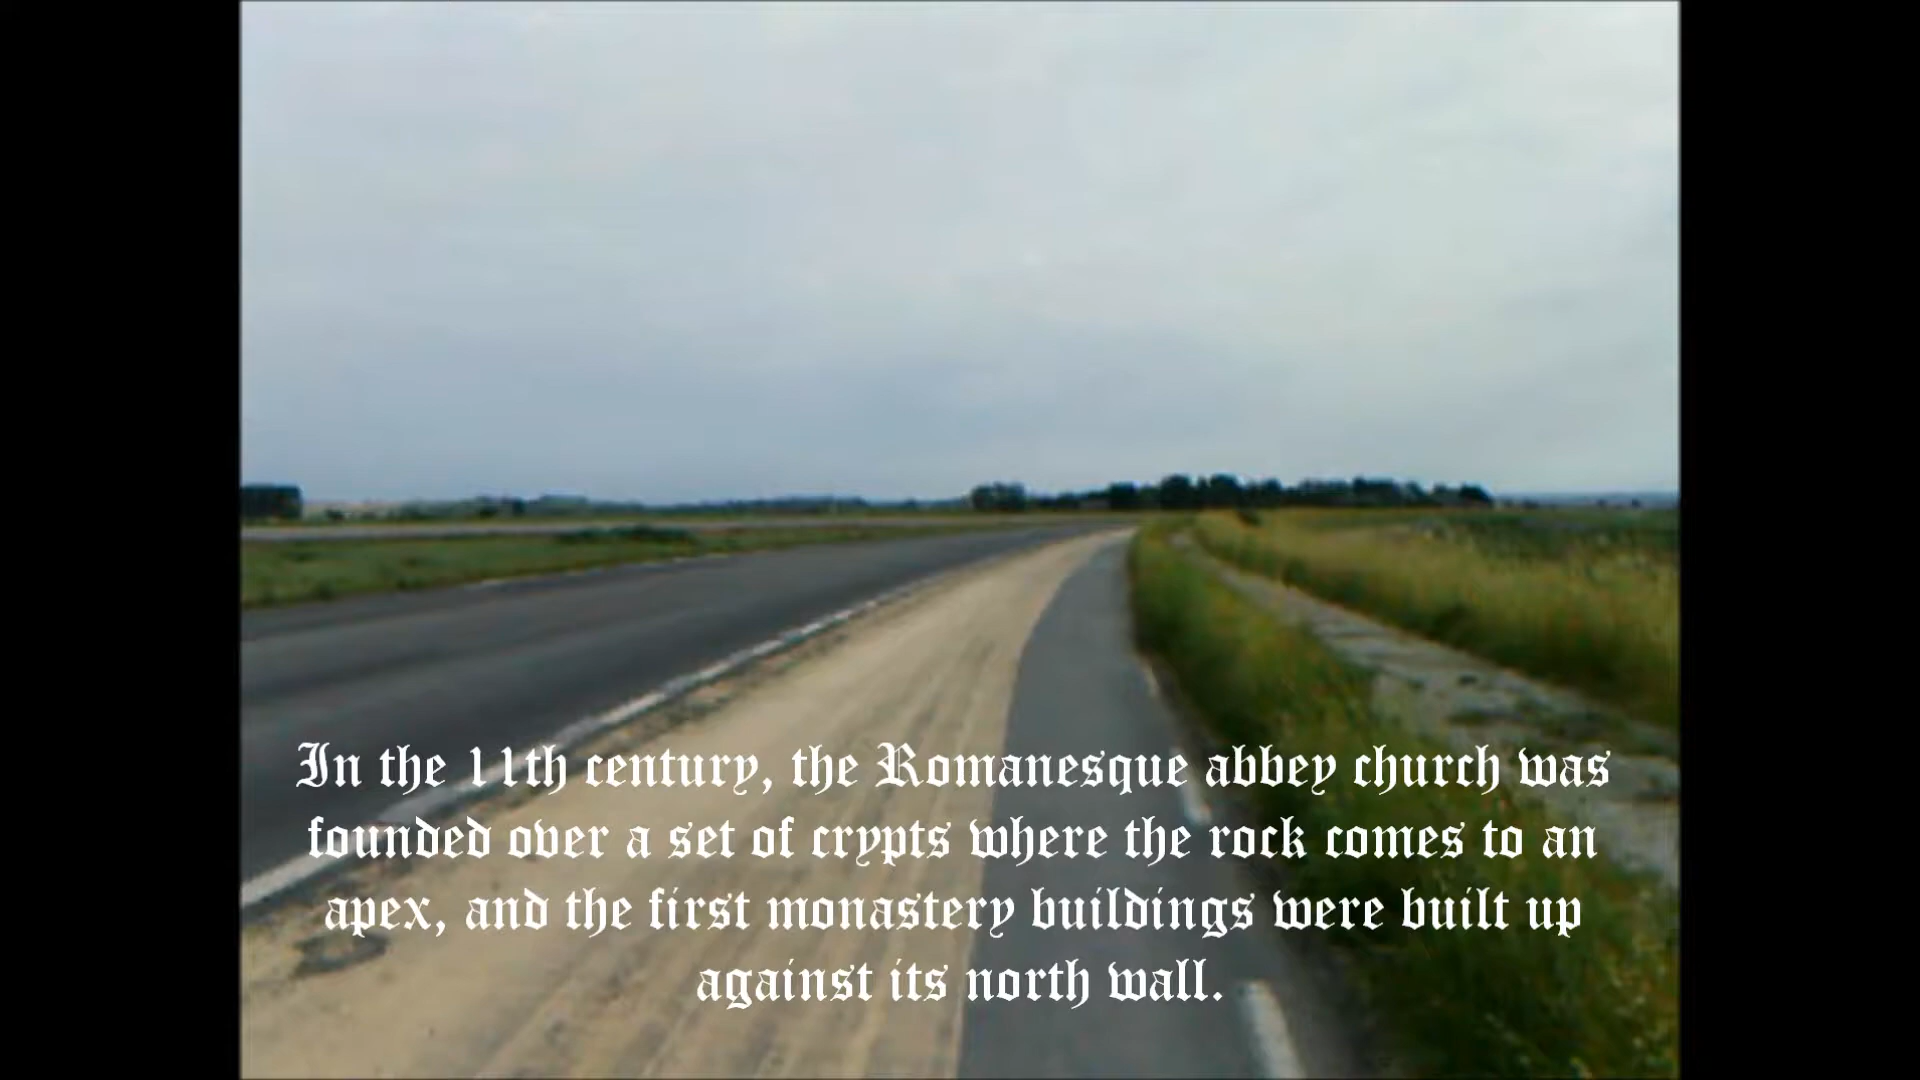 In the 11th century, the Romanesque abbey church was
founded over a set of crypts where the rock comes to an
apex, and the first monastery buildings were built up
against its north wall.